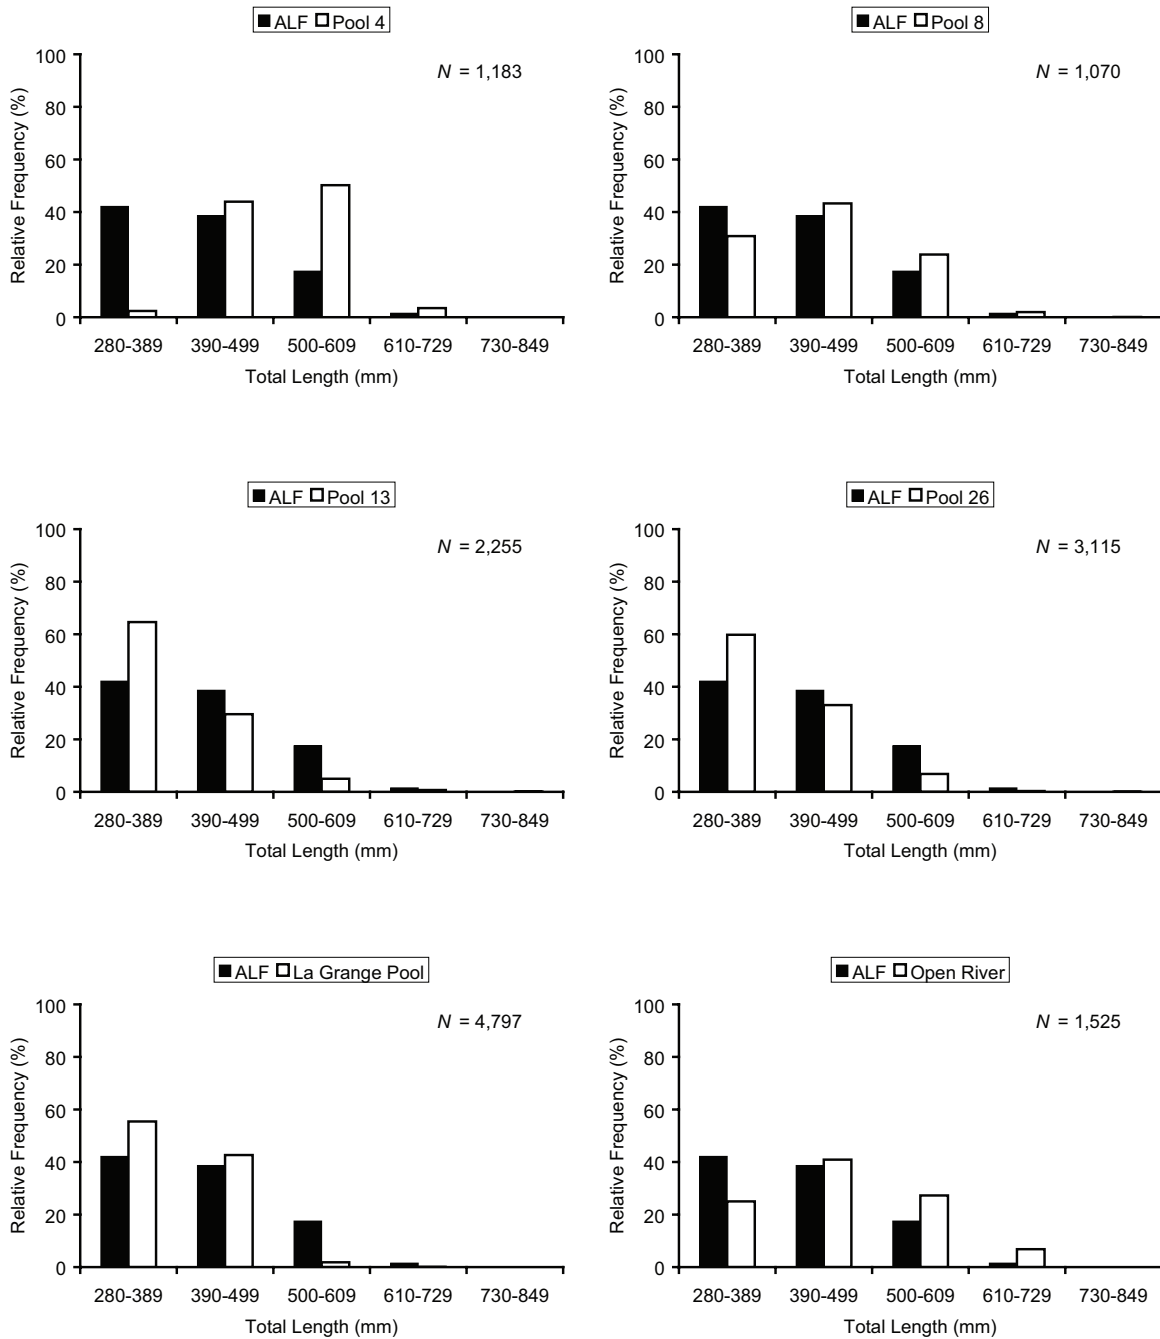 ALF Pool 4
N = 1,183
Relative Frequency (%)
100
80
60
40
20
0
280-389 390-499 500-609 610-729 730-849
Total Length (mm)
ALF Pool 8
N = 1,070
Relative Frequency (%)
100
80
60
40
20
0
280-389 390-499 500-609 610-729 730-849
Total Length (mm)
ALF Pool 13
N = 2,255
Relative Frequency (%)
100
80
60
40
20
0
280-389 390-499 500-609 610-729 730-849
Total Length (mm)
ALF Pool 26
N = 3,115
Relative Frequency (%)
100
80
60
40
20
0
280-389 390-499 500-609 610-729 730-849
Total Length (mm)
ALF La Grange Pool
N = 4,797
Relative Frequency (%)
100
80
60
40
20
0
280-389 390-499 500-609 610-729 730-849
Total Length (mm)
ALF Open River
N = 1,525
Relative Frequency (%)
100
80
60
40
20
0
280-389 390-499 500-609 610-729 730-849
Total Length (mm)